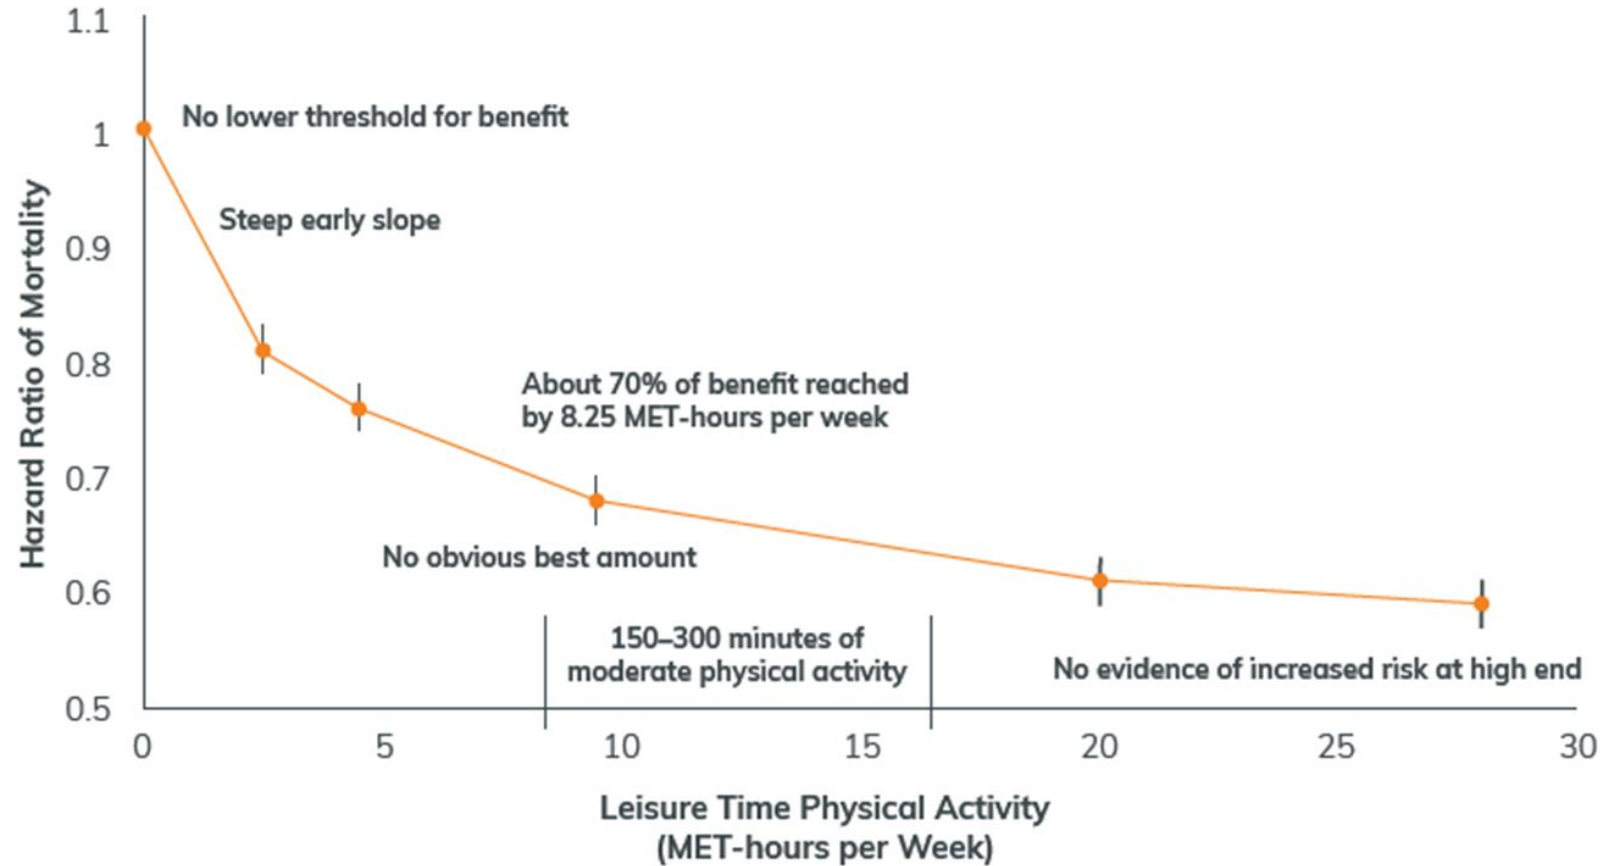 1.1
No lower threshold for benefit
1
Steep early slope
0.9
0.8
About 70% of benefit reached
by 8.25 MET-hours per week
0.7
No obvious best amount
0.6
150–300 minutes of
moderate physical activity
No evidence of increased risk at high end
0.5
Hazard Ratio of Mortality
0 5 10 15 20 25 30
Leisure Time Physical Activity
(MET-hours per Week)